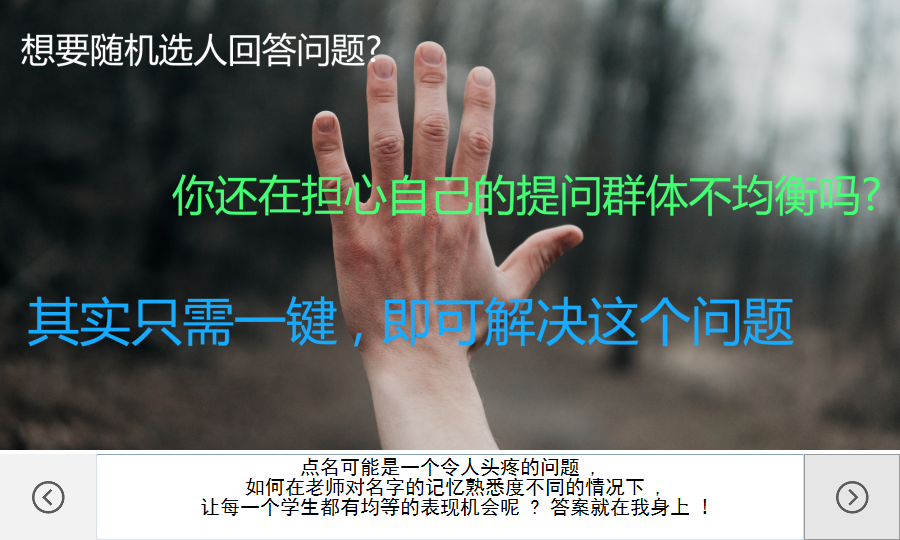 想要随机选人回答问题?
你还在担心自己的提问群体不均衡吗?
其实只需一键，即可解决这个问题
点名可能是一个令人头疼的问题，
如何在老师对名字的记忆熟悉度不同的情况下，
让每一个学生都有均等的表现机会呢 ？ 答案就在我身上 ！